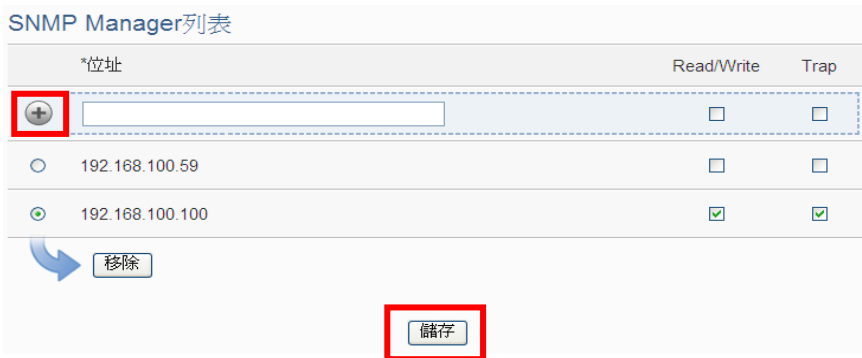 SNMP Manager列表
*位址 Read/Write Trap
192.168.100.59
192.168.100.100
移除
儲存